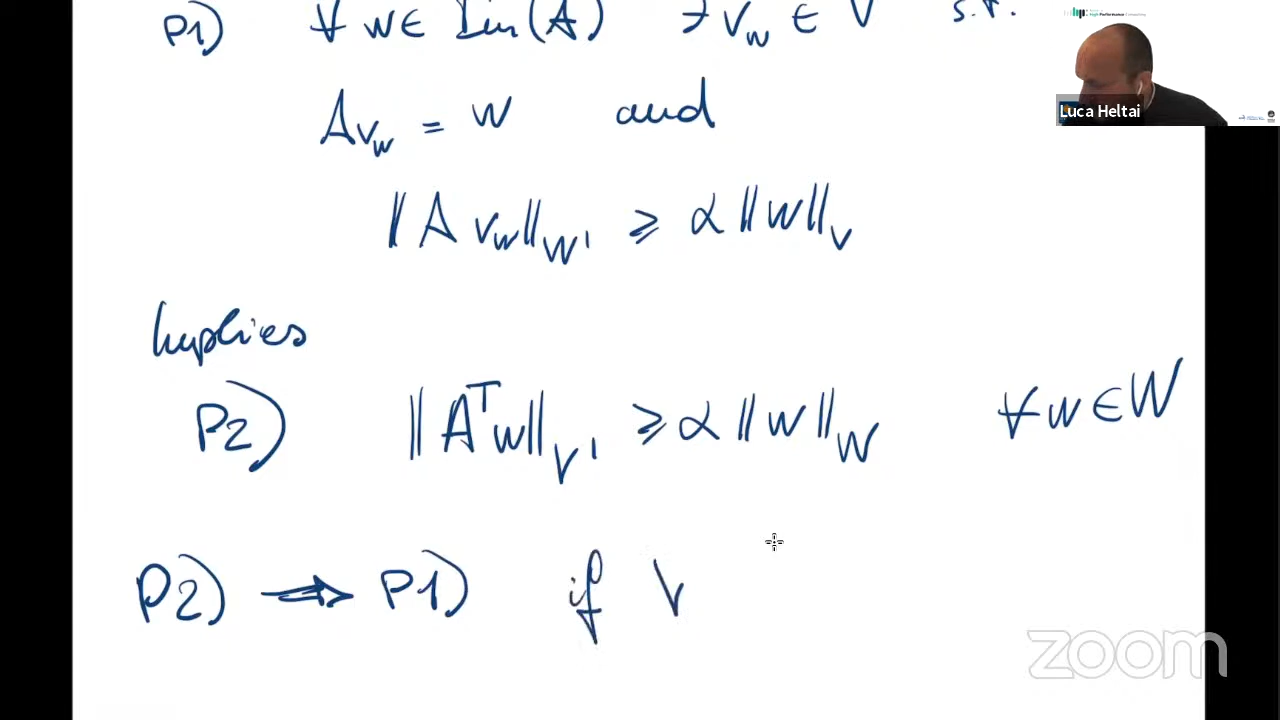 P1) ∀ w ∈ Im(A) ∃ v_w ∈ V s.t.
A v_w = w and
‖A v_w‖_W' ⩾ α ‖w‖_V
Implies
P2) ‖A^T w‖_V' ⩾ α ‖w‖_W ∀ w ∈ W
P2) ⟹ P1) if V
Luca Heltai
zoom